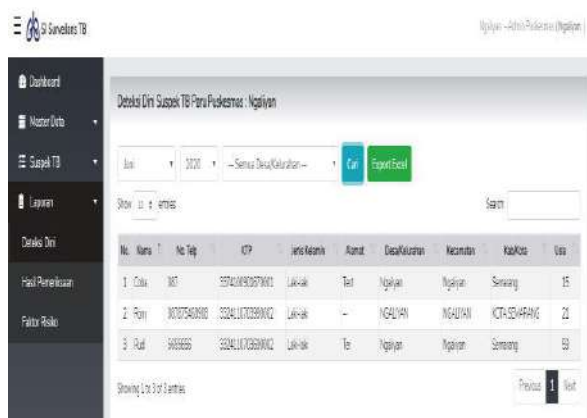 SI Surveilans TB
Ngaliyan - Admin Puskesmas (Ngaliyan)
Dashboard
Master Data
Suspek TB
Laporan
Deteksi Dini
Hasil Pemeriksaan
Faktor Risiko
Deteksi Dini Suspek TB Paru Puskesmas : Ngaliyan
Juni 2020 -- Semua Desa/Kelurahan -- Cari Export Excel
Show 10 entries Search:
No. Nama No. Telp KTP Jenis Kelamin Alamat Desa/Kelurahan Kecamatan Kab/Kota Usia
1 Coba 087 Laki-laki Test Ngaliyan Ngaliyan Semarang 15
2 Laki-laki -- NGALIYAN NGALIYAN KOTA SEMARANG 21
3 Rudi Laki-laki Te Ngaliyan Ngaliyan Semarang 53
Showing 1 to 3 of 3 entries
Previous 1 Next